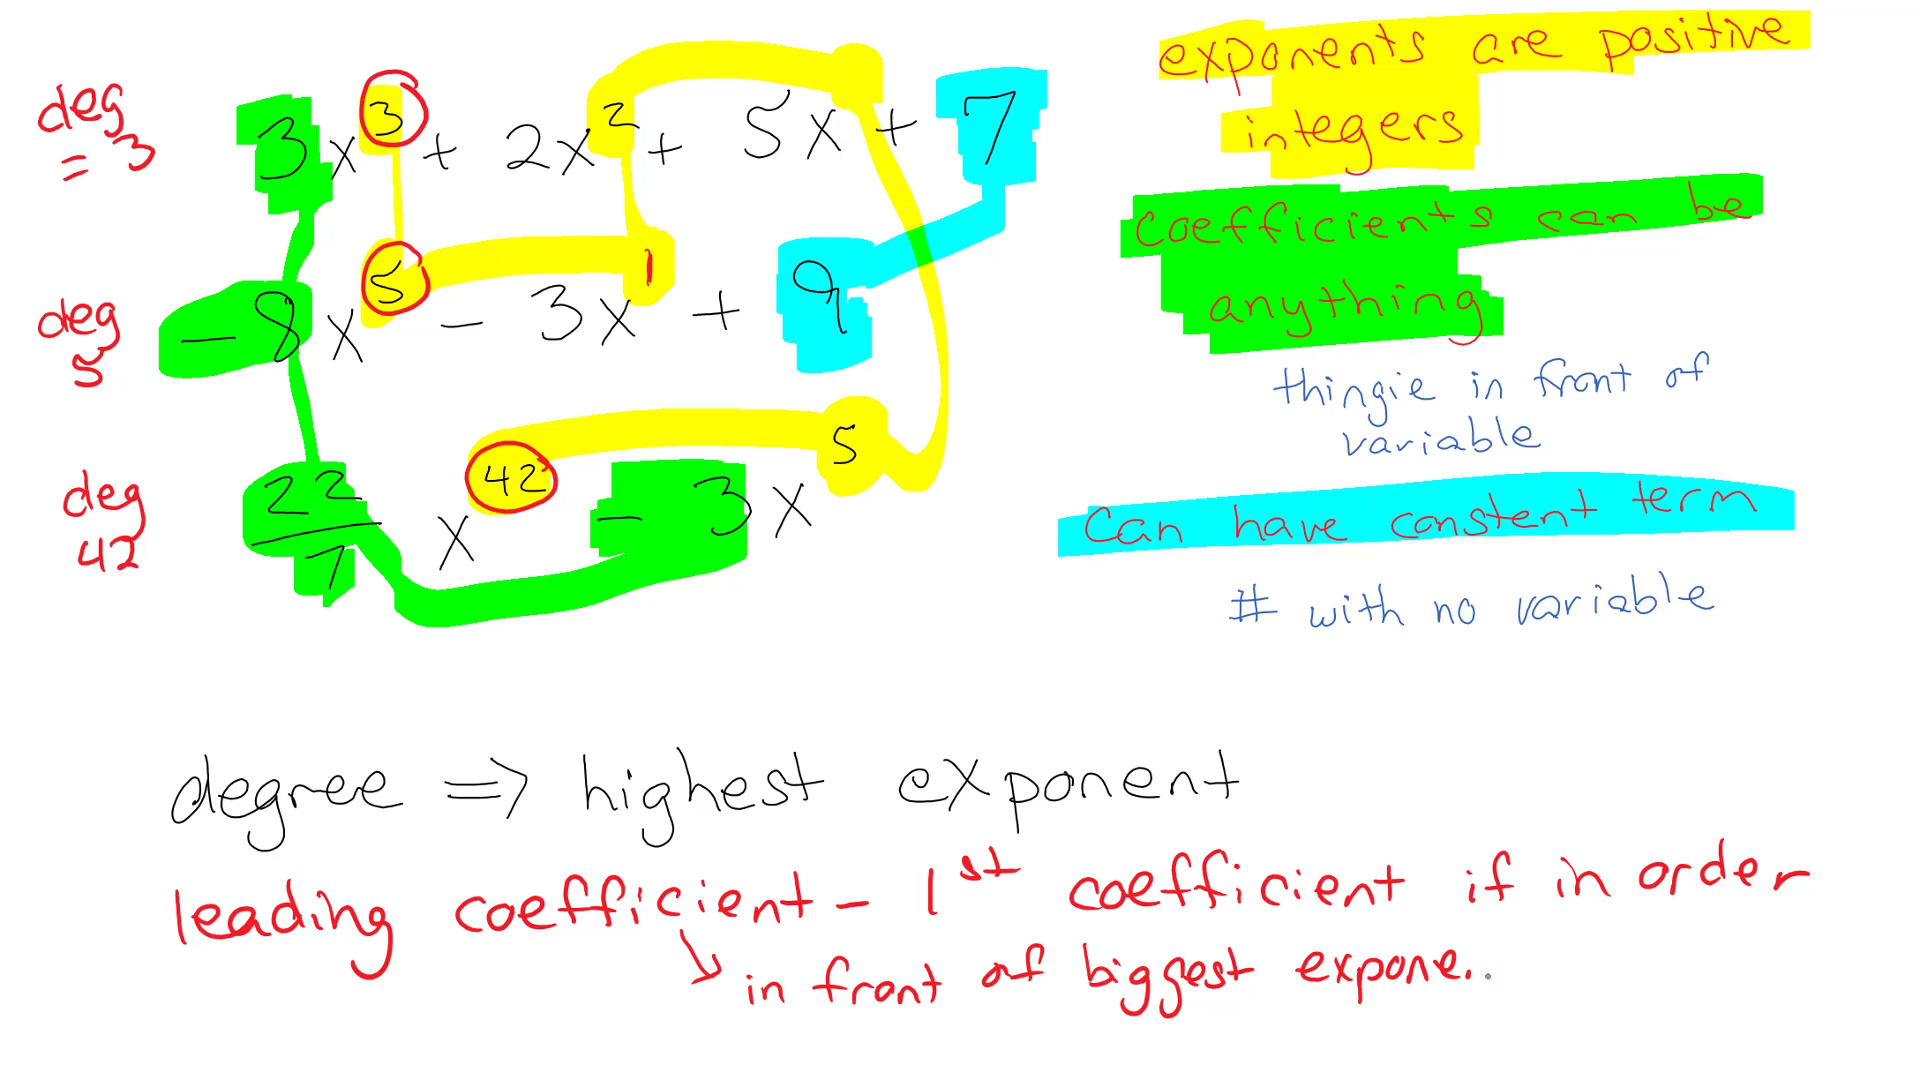 deg
= 3
3x³ + 2x² + 5x + 7
deg
5
-8x⁵ - 3x¹ + 9
deg
42
22/7 x⁴² - 3x⁵
exponents are positive
integers
coefficients can be
anything
thingie in front of
variable
Can have constent term
# with no variable
degree => highest exponent
leading coefficient - 1st coefficient if in order
in front of biggest expone.